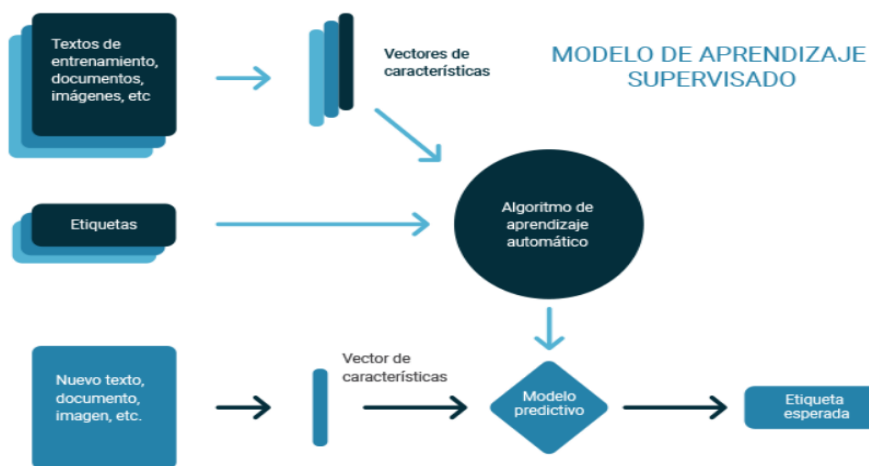 Textos de
entrenamiento,
documentos,
imágenes, etc
Vectores de
características
MODELO DE APRENDIZAJE
SUPERVISADO
Etiquetas
Algoritmo de
aprendizaje
automático
Nuevo texto,
documento,
imagen, etc.
Vector de
características
Modelo
predictivo
Etiqueta
esperada